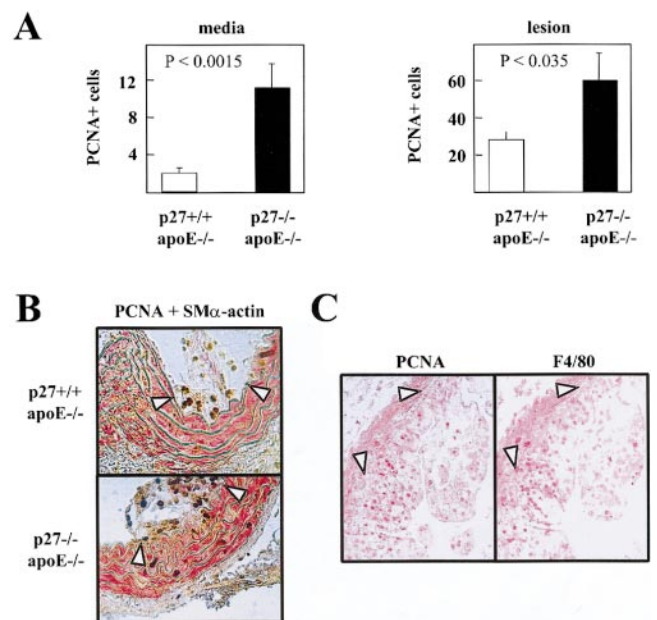 A
media
P < 0.0015
PCNA+ cells
12
8
4
p27+/+
apoE-/-
p27-/-
apoE-/-
lesion
P < 0.035
PCNA+ cells
60
40
20
p27+/+
apoE-/-
p27-/-
apoE-/-
B
PCNA + SMα-actin
p27+/+
apoE-/-
p27-/-
apoE-/-
C
PCNA
F4/80